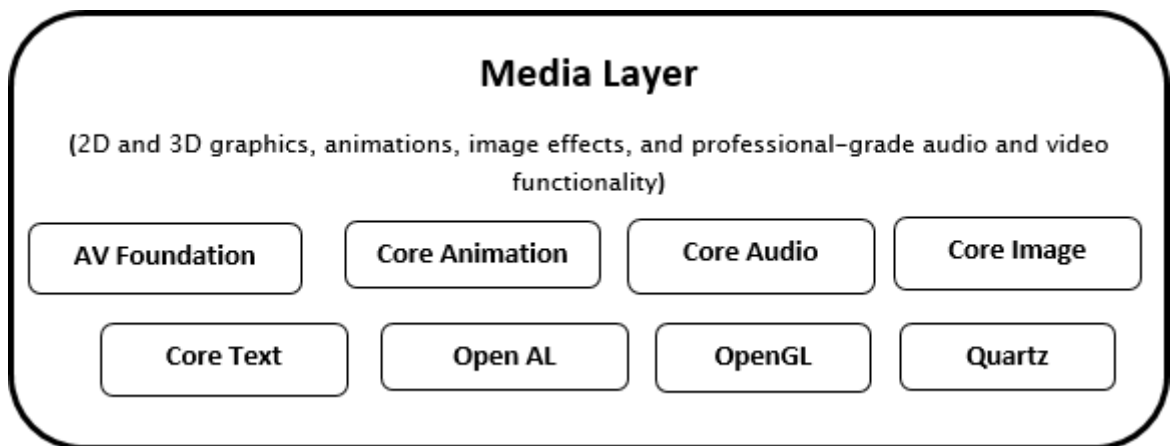 Media Layer
(2D and 3D graphics, animations, image effects, and professional-grade audio and video
functionality)
AV Foundation
Core Animation
Core Audio
Core Image
Core Text
Open AL
OpenGL
Quartz